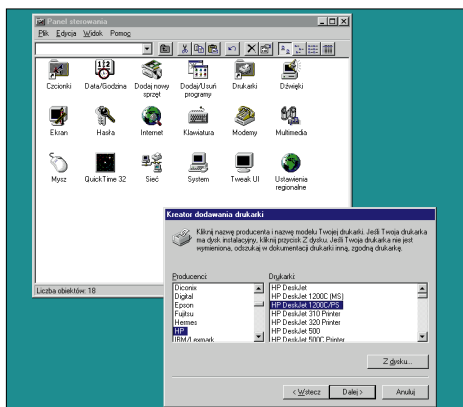 Panel sterowania
Plik Edycja Widok Pomoc
Czcionki Data/Godzina Dodaj nowy sprzęt Dodaj/Usuń programy Drukarki Dźwięki
Ekran Hasła Internet Klawiatura Modemy Multimedia
Mysz QuickTime 32 Sieć System Tweak UI Ustawienia regionalne
Liczba obiektów: 18
Kreator dodawania drukarki
Kliknij nazwę producenta i nazwę modelu Twojej drukarki. Jeśli Twoja drukarka
ma dysk instalacyjny, kliknij przycisk Z dysku. Jeśli Twoja drukarka nie jest
wymieniona, odszukaj w dokumentacji drukarki inną, zgodną drukarkę.
Producenci:
Diconix
Digital
Epson
Fujitsu
Hermes
HP
IBM/Lexmark
Drukarki:
HP DeskJet
HP DeskJet 1200C (MS)
HP DeskJet 1200C/PS
HP DeskJet 310 Printer
HP DeskJet 320 Printer
HP DeskJet 500
HP DeskJet 500C Printer
Z dysku...
< Wstecz Dalej > Anuluj